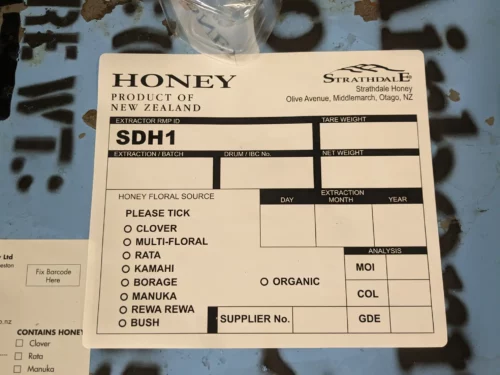 HONEY
PRODUCT OF
NEW ZEALAND
STRATHDALE
Strathdale Honey
Olive Avenue, Middlemarch, Otago, NZ
EXTRACTOR RMP ID
SDH1
TARE WEIGHT
EXTRACTION / BATCH
DRUM / IBC No.
NET WEIGHT
HONEY FLORAL SOURCE
PLEASE TICK
CLOVER
MULTI-FLORAL
RATA
KAMAHI
BORAGE
MANUKA
REWA REWA
BUSH
ORGANIC
SUPPLIER No.
EXTRACTION
DAY MONTH YEAR
ANALYSIS
MOI
COL
GDE
Ltd
Fix Barcode
Here
CONTAINS HONEY
Clover
Rata
Manuka
WT: